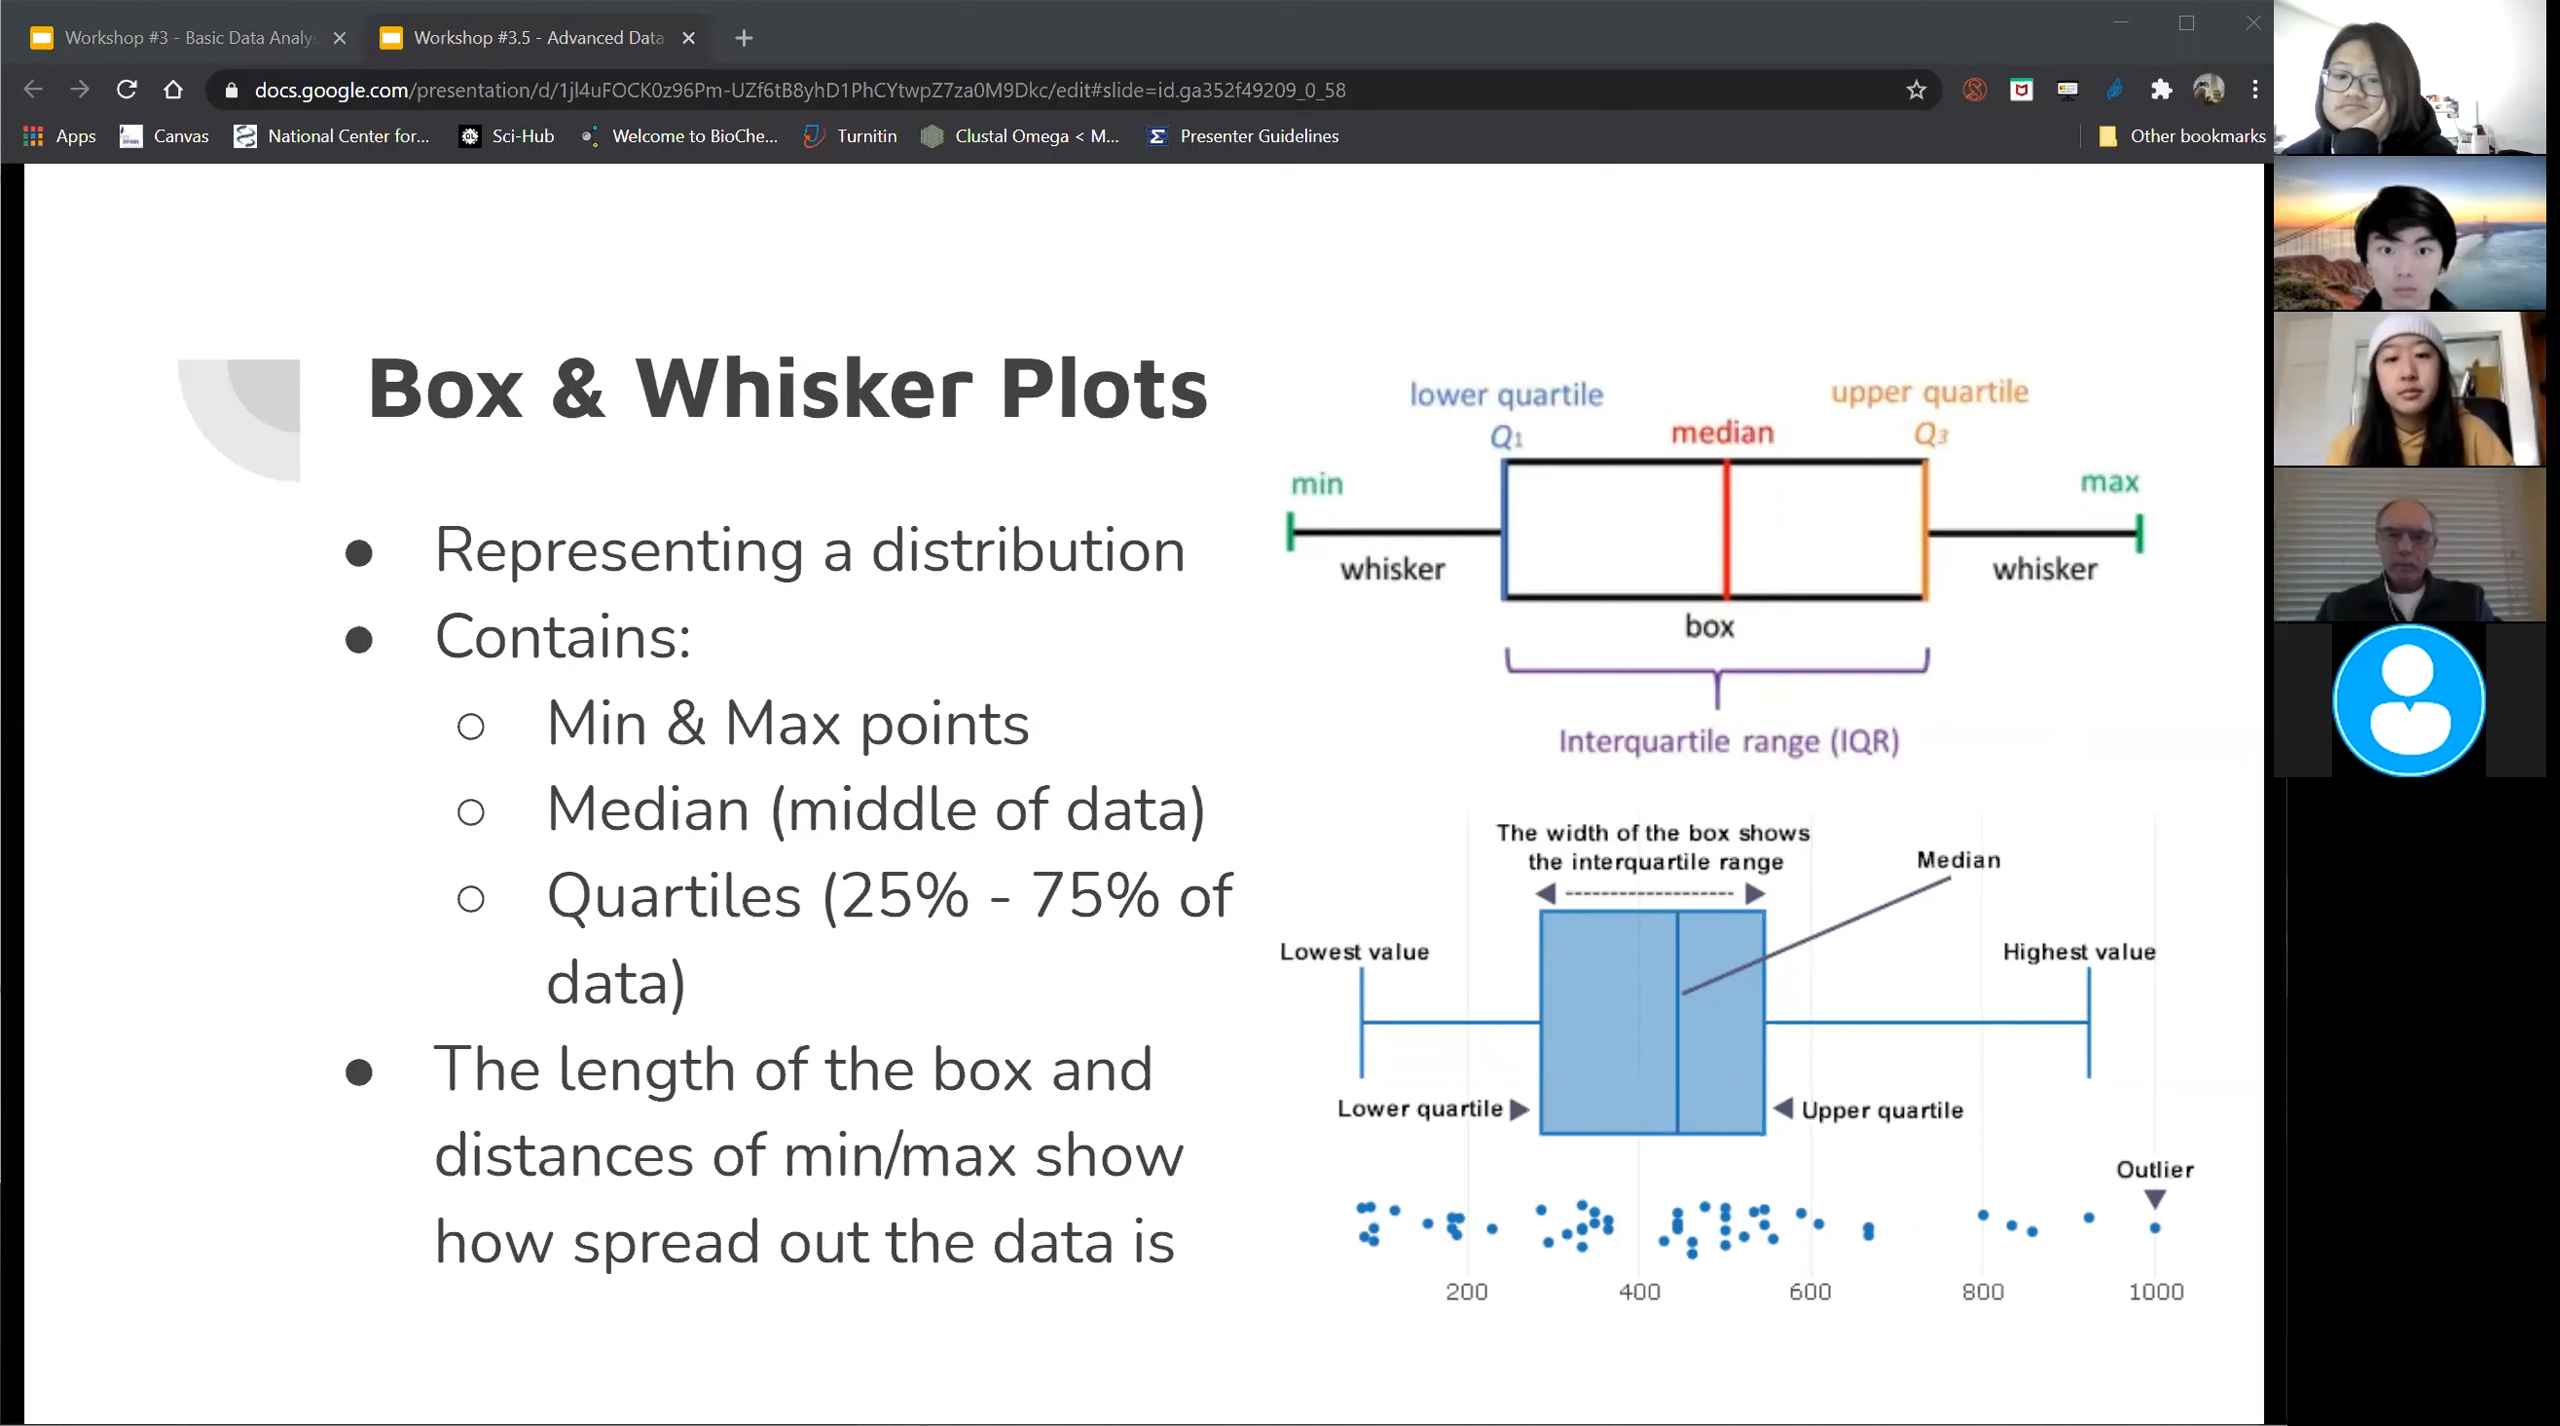 Workshop #3 - Basic Data Analy
Workshop #3.5 - Advanced Data
docs.google.com/presentation/d/1jl4uFOCK0z96Pm-UZf6tB8yhD1PhCYtwpZ7za0M9Dkc/edit#slide=id.ga352f49209_0_58
Apps
Canvas
National Center for...
Sci-Hub
Welcome to BioChe...
Turnitin
Clustal Omega < M...
Presenter Guidelines
Other bookmarks
Box & Whisker Plots
● Representing a distribution
● Contains:
○ Min & Max points
○ Median (middle of data)
○ Quartiles (25% - 75% of
data)
● The length of the box and
distances of min/max show
how spread out the data is
lower quartile
Q1
median
upper quartile
Q3
min
max
whisker
whisker
box
Interquartile range (IQR)
The width of the box shows
the interquartile range
Median
Lowest value
Highest value
Lower quartile
Upper quartile
Outlier
200
400
600
800
1000